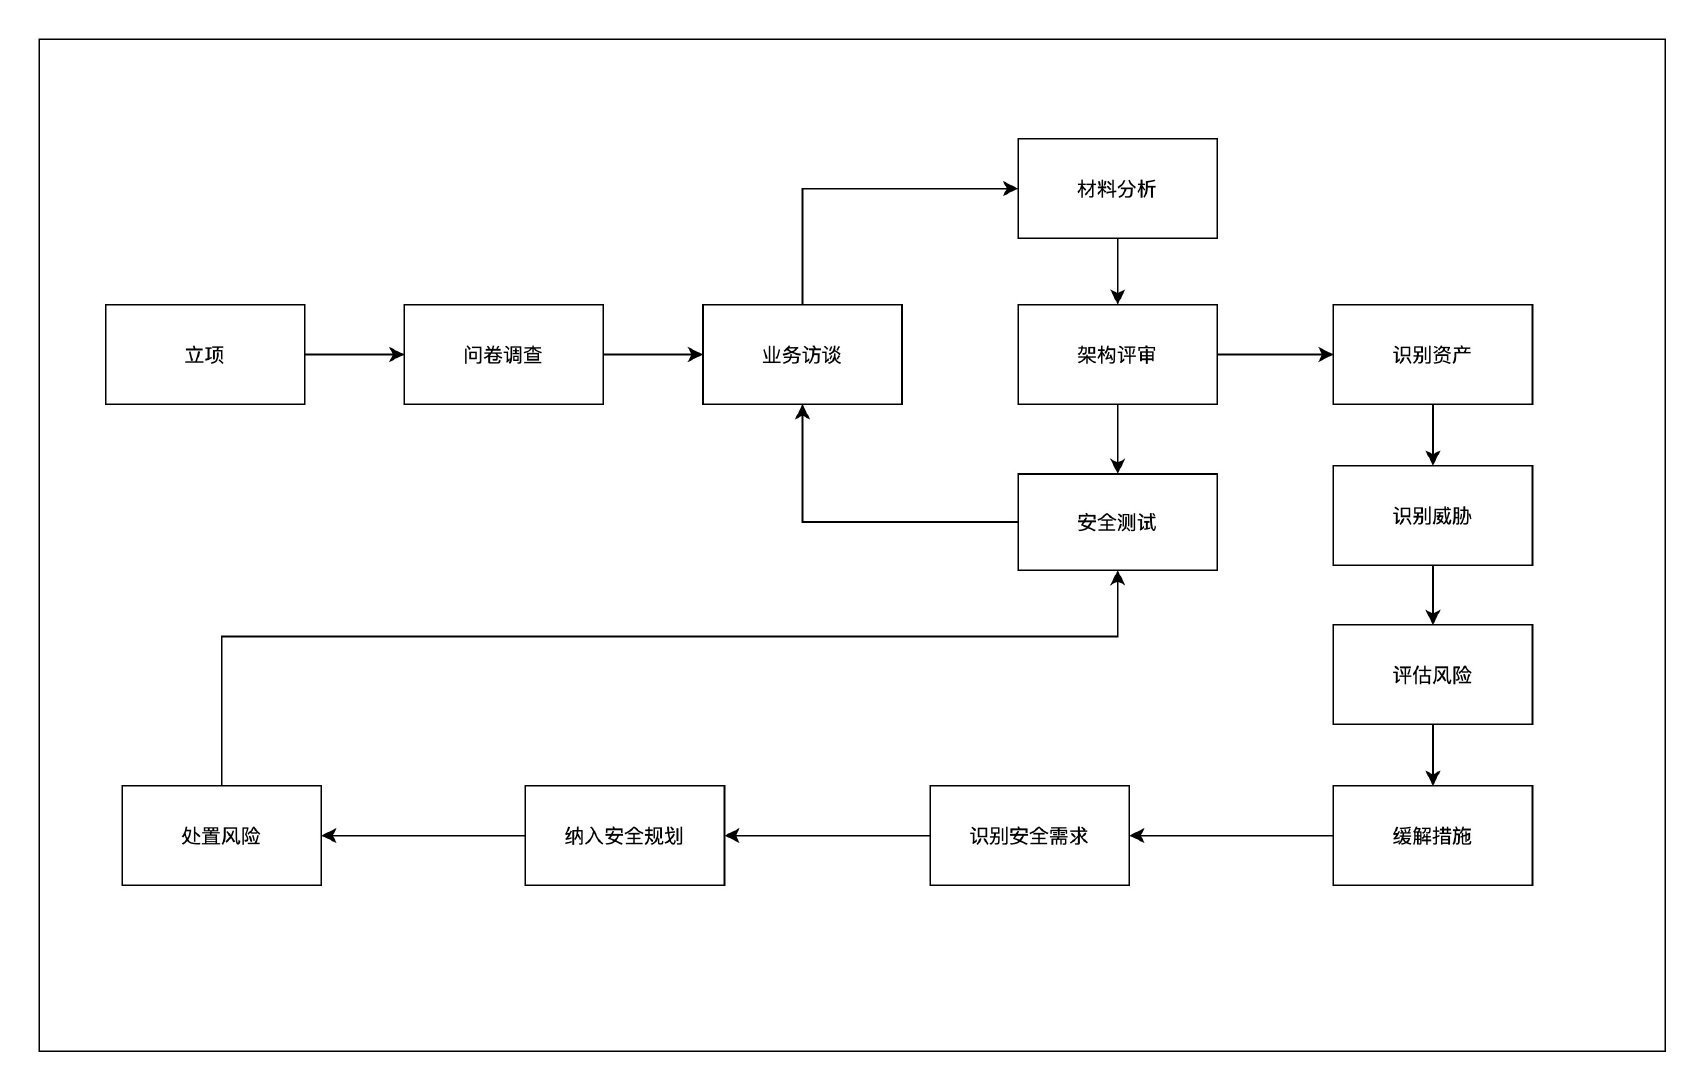 材料分析
立项
问卷调查
业务访谈
架构评审
识别资产
安全测试
识别威胁
评估风险
处置风险
纳入安全规划
识别安全需求
缓解措施